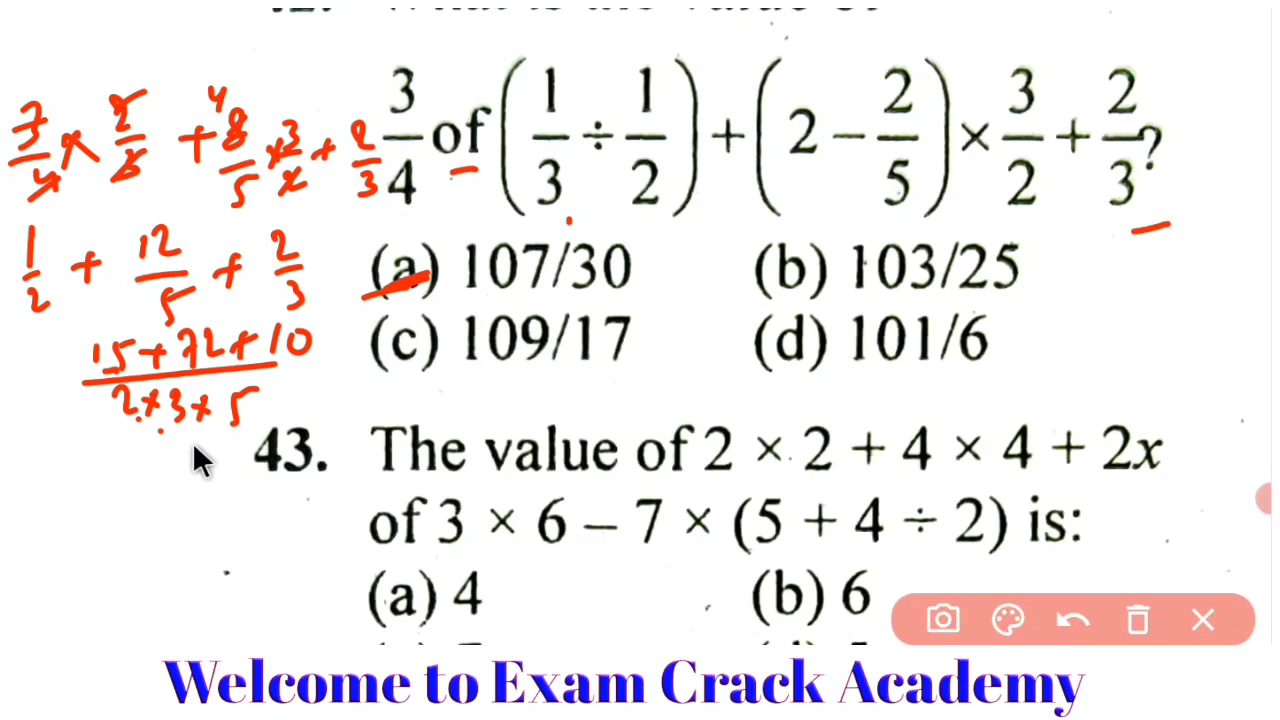 3/4 of (1/3 ÷ 1/2) + (2 − 2/5) × 3/2 + 2/3?
(a) 107/30 (b) 103/25
(c) 109/17 (d) 101/6
3/4 × 2/3 + 8/5 × 3/2 + 2/3
4
1/2 + 12/5 + 2/3
15 + 72 + 10
2 × 3 × 5
43. The value of 2 × 2 + 4 × 4 + 2x
of 3 × 6 – 7 × (5 + 4 ÷ 2) is:
(a) 4 (b) 6
Welcome to Exam Crack Academy